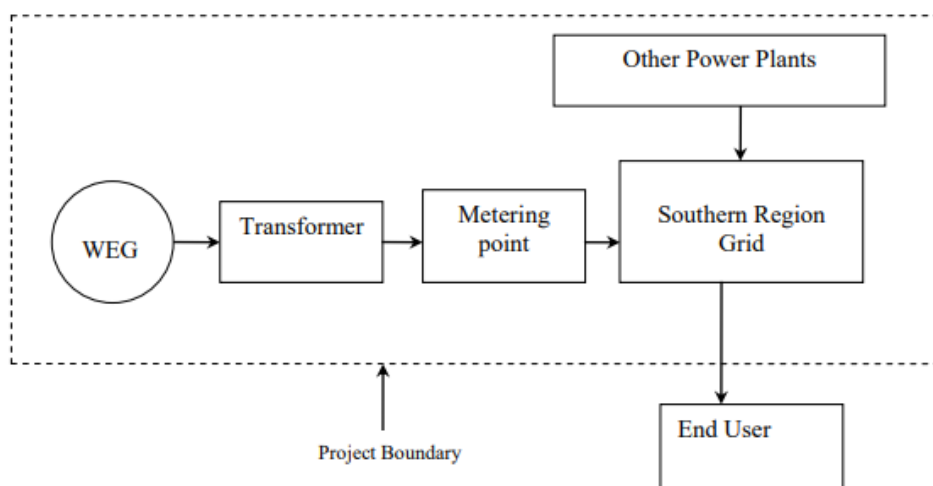 Other Power Plants
WEG
Transformer
Metering
point
Southern Region
Grid
Project Boundary
End User